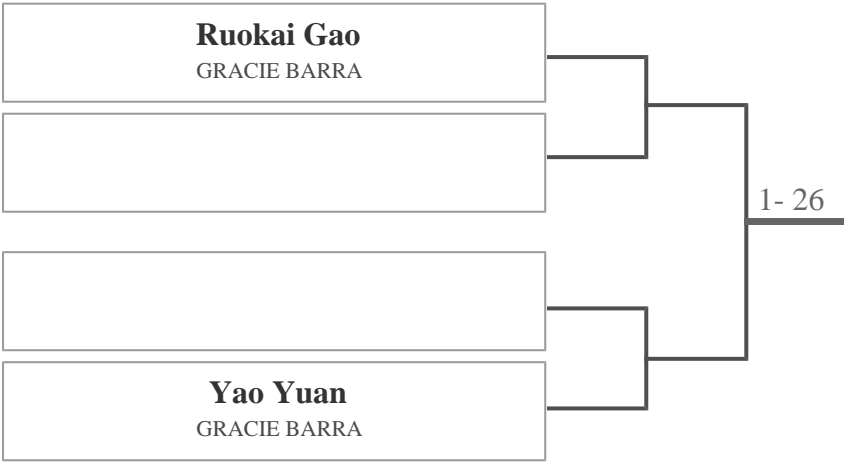 Ruokai Gao
GRACIE BARRA
1- 26
Yao Yuan
GRACIE BARRA